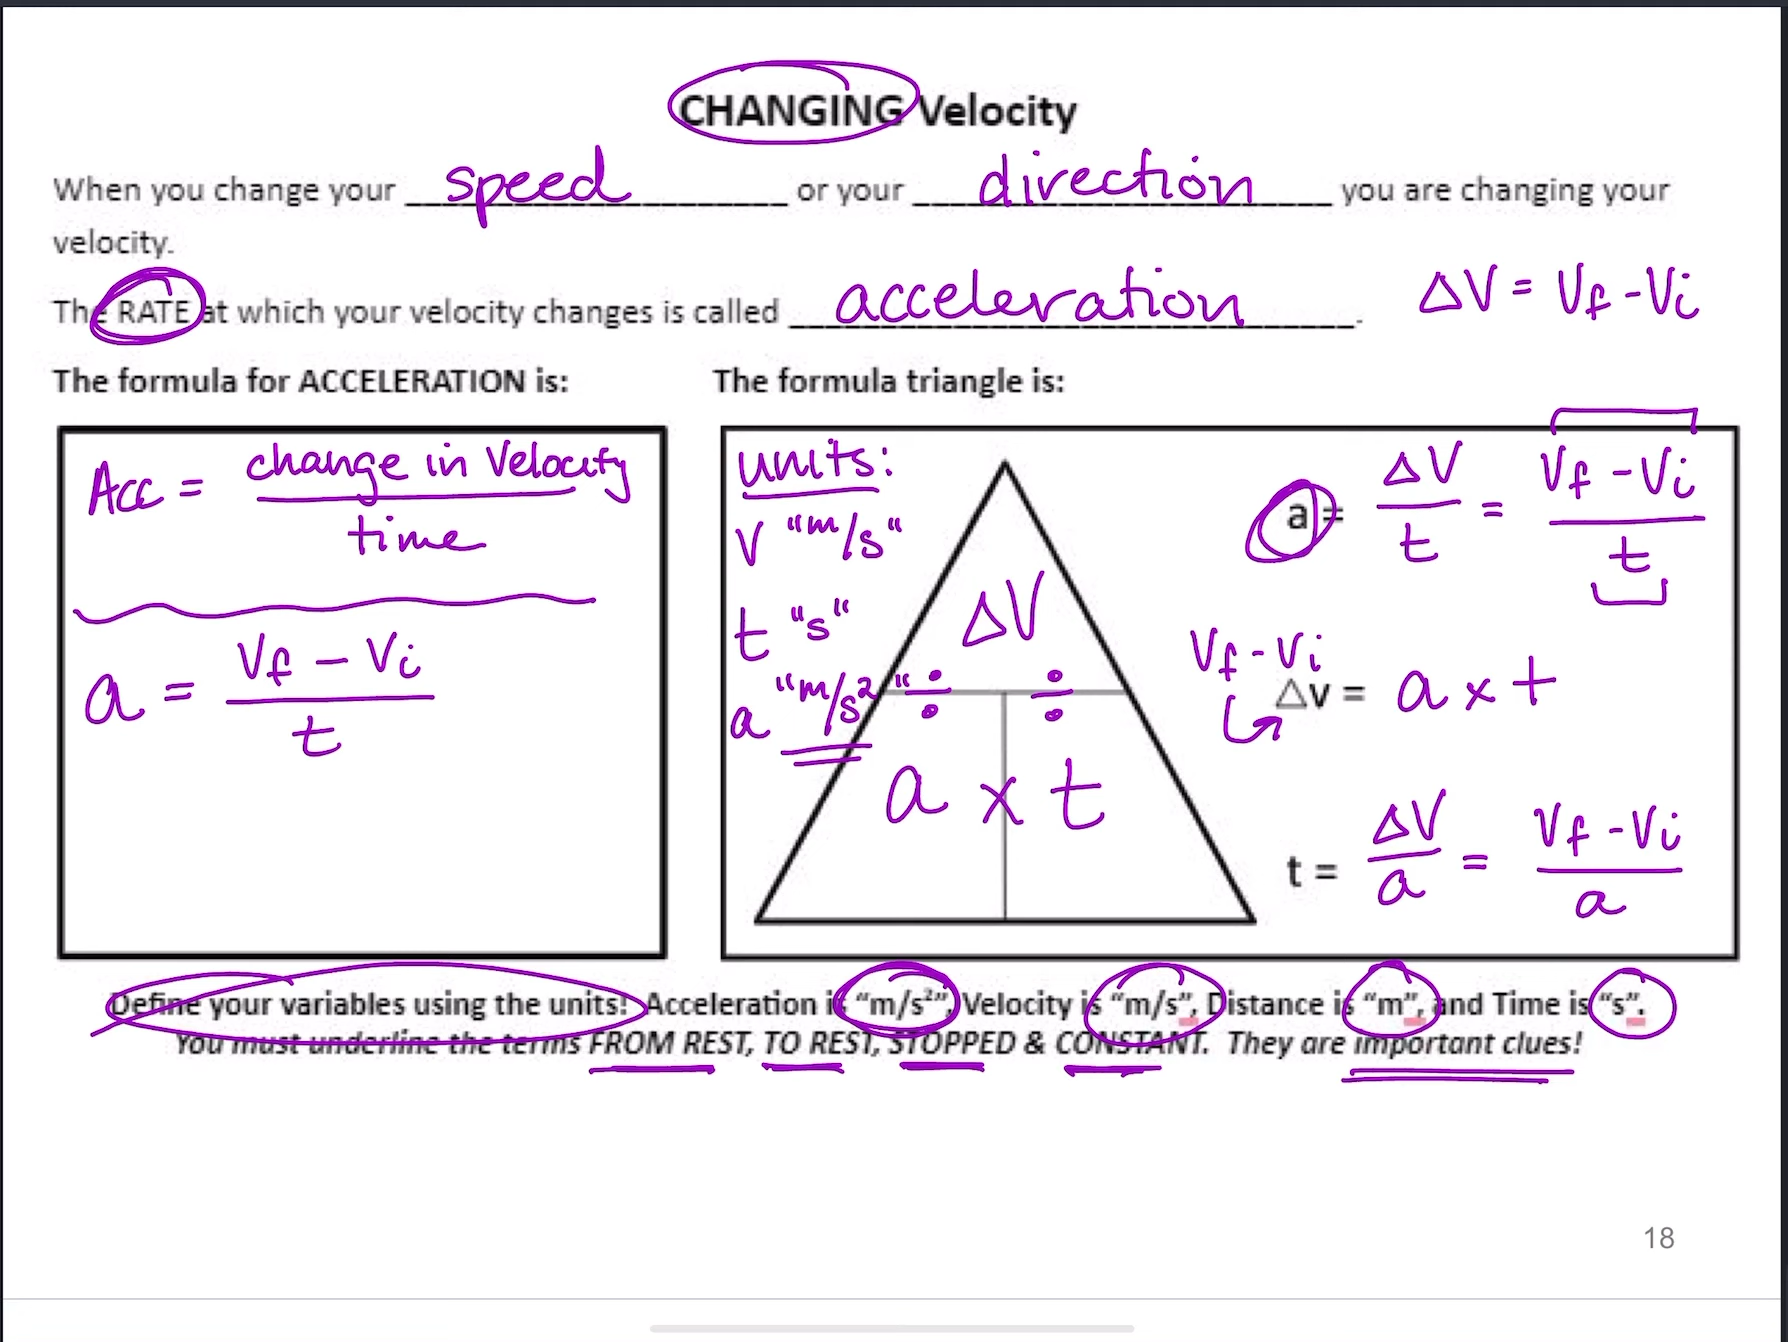 CHANGING Velocity
When you change your speed or your direction you are changing your
velocity.
The RATE at which your velocity changes is called acceleration. ΔV = Vf - Vi
The formula for ACCELERATION is:
Acc = change in Velocity / time
a = Vf - Vi / t
The formula triangle is:
units:
V "m/s"
t "s"
a "m/s²"
ΔV
÷ ÷
a x t
a = ΔV / t = Vf - Vi / t
Vf - Vi
Δv = a x t
t = ΔV / a = Vf - Vi / a
Define your variables using the units! Acceleration is "m/s²", Velocity is "m/s", Distance is "m", and Time is "s".
You must underline the terms FROM REST, TO REST, STOPPED & CONSTANT. They are important clues!
18